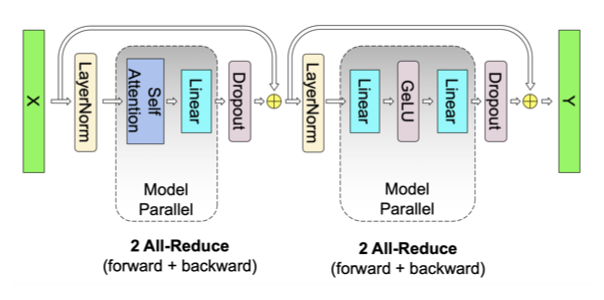 X
LayerNorm
Self
Attention
Linear
Dropout
LayerNorm
Linear
GeLU
Linear
Dropout
Y
Model
Parallel
Model
Parallel
2 All-Reduce
(forward + backward)
2 All-Reduce
(forward + backward)